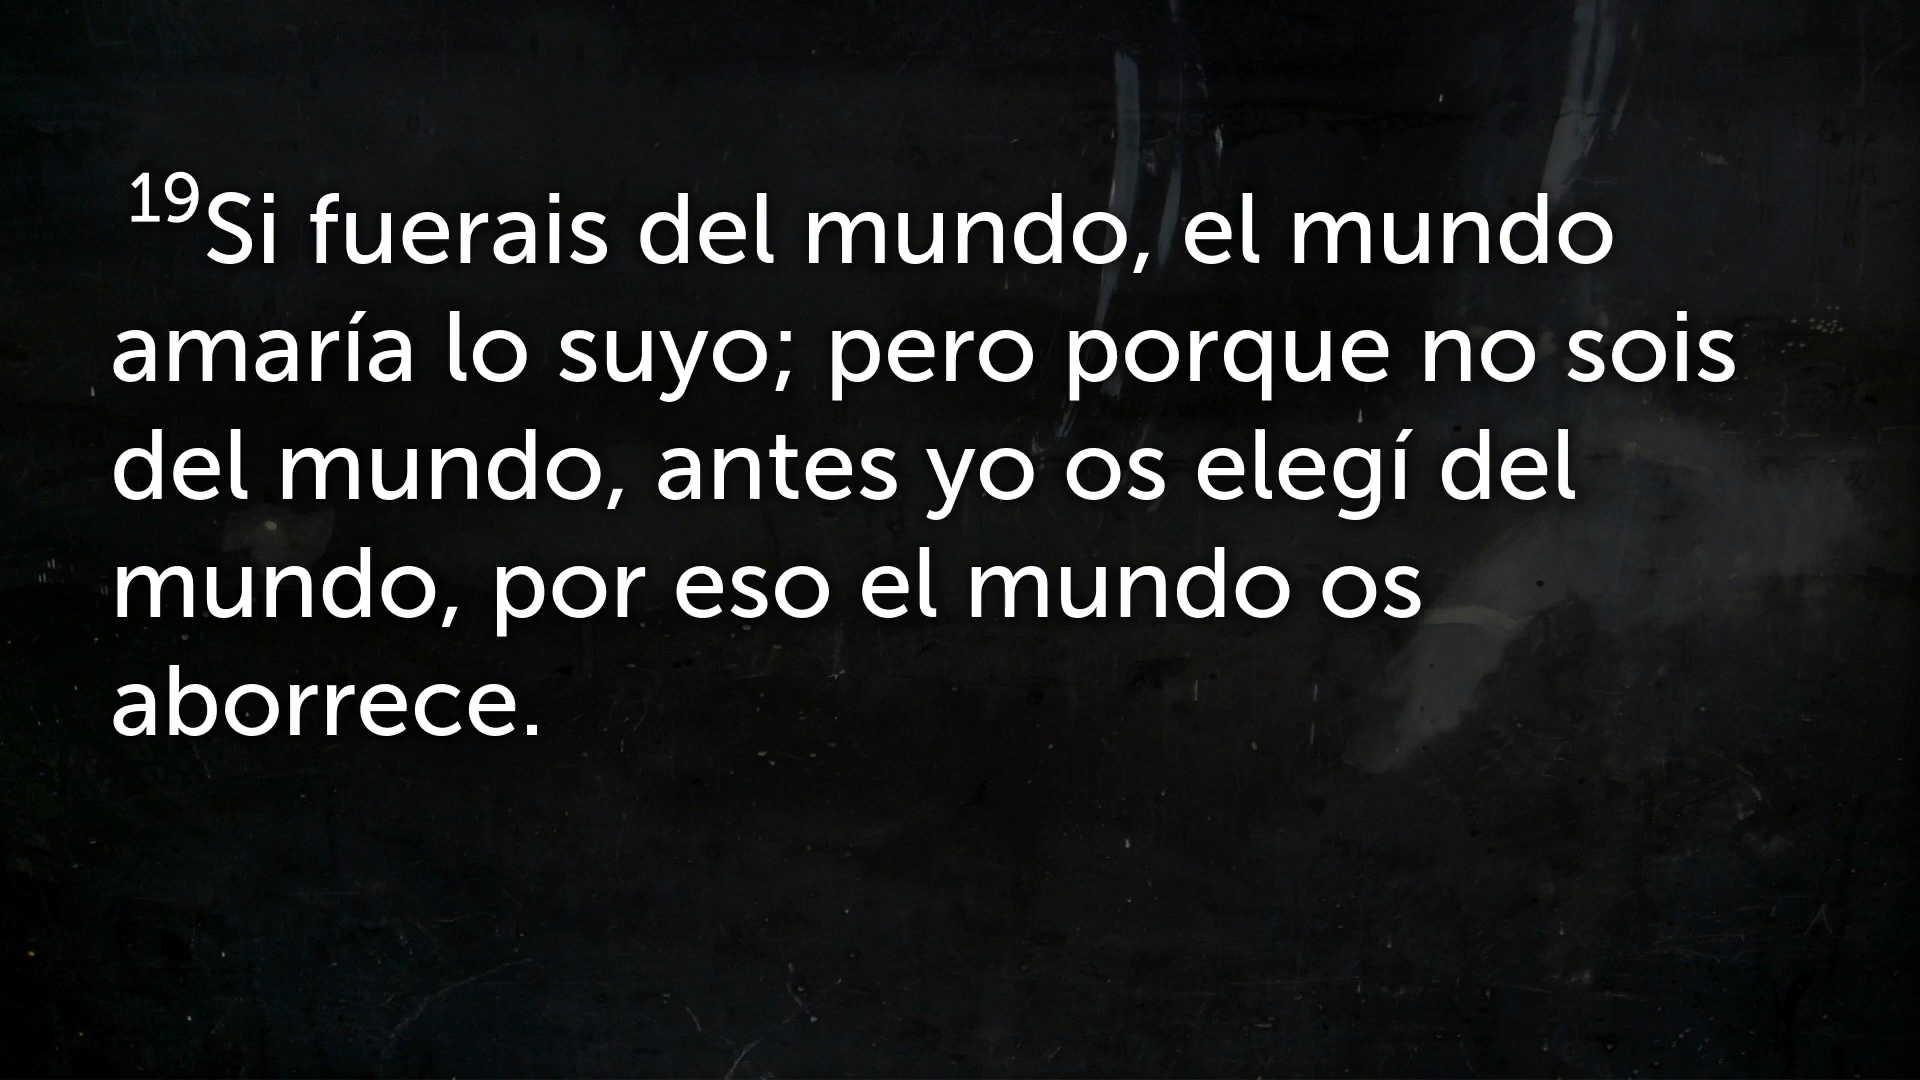 19Si fuerais del mundo, el mundo
amaría lo suyo; pero porque no sois
del mundo, antes yo os elegí del
mundo, por eso el mundo os
aborrece.